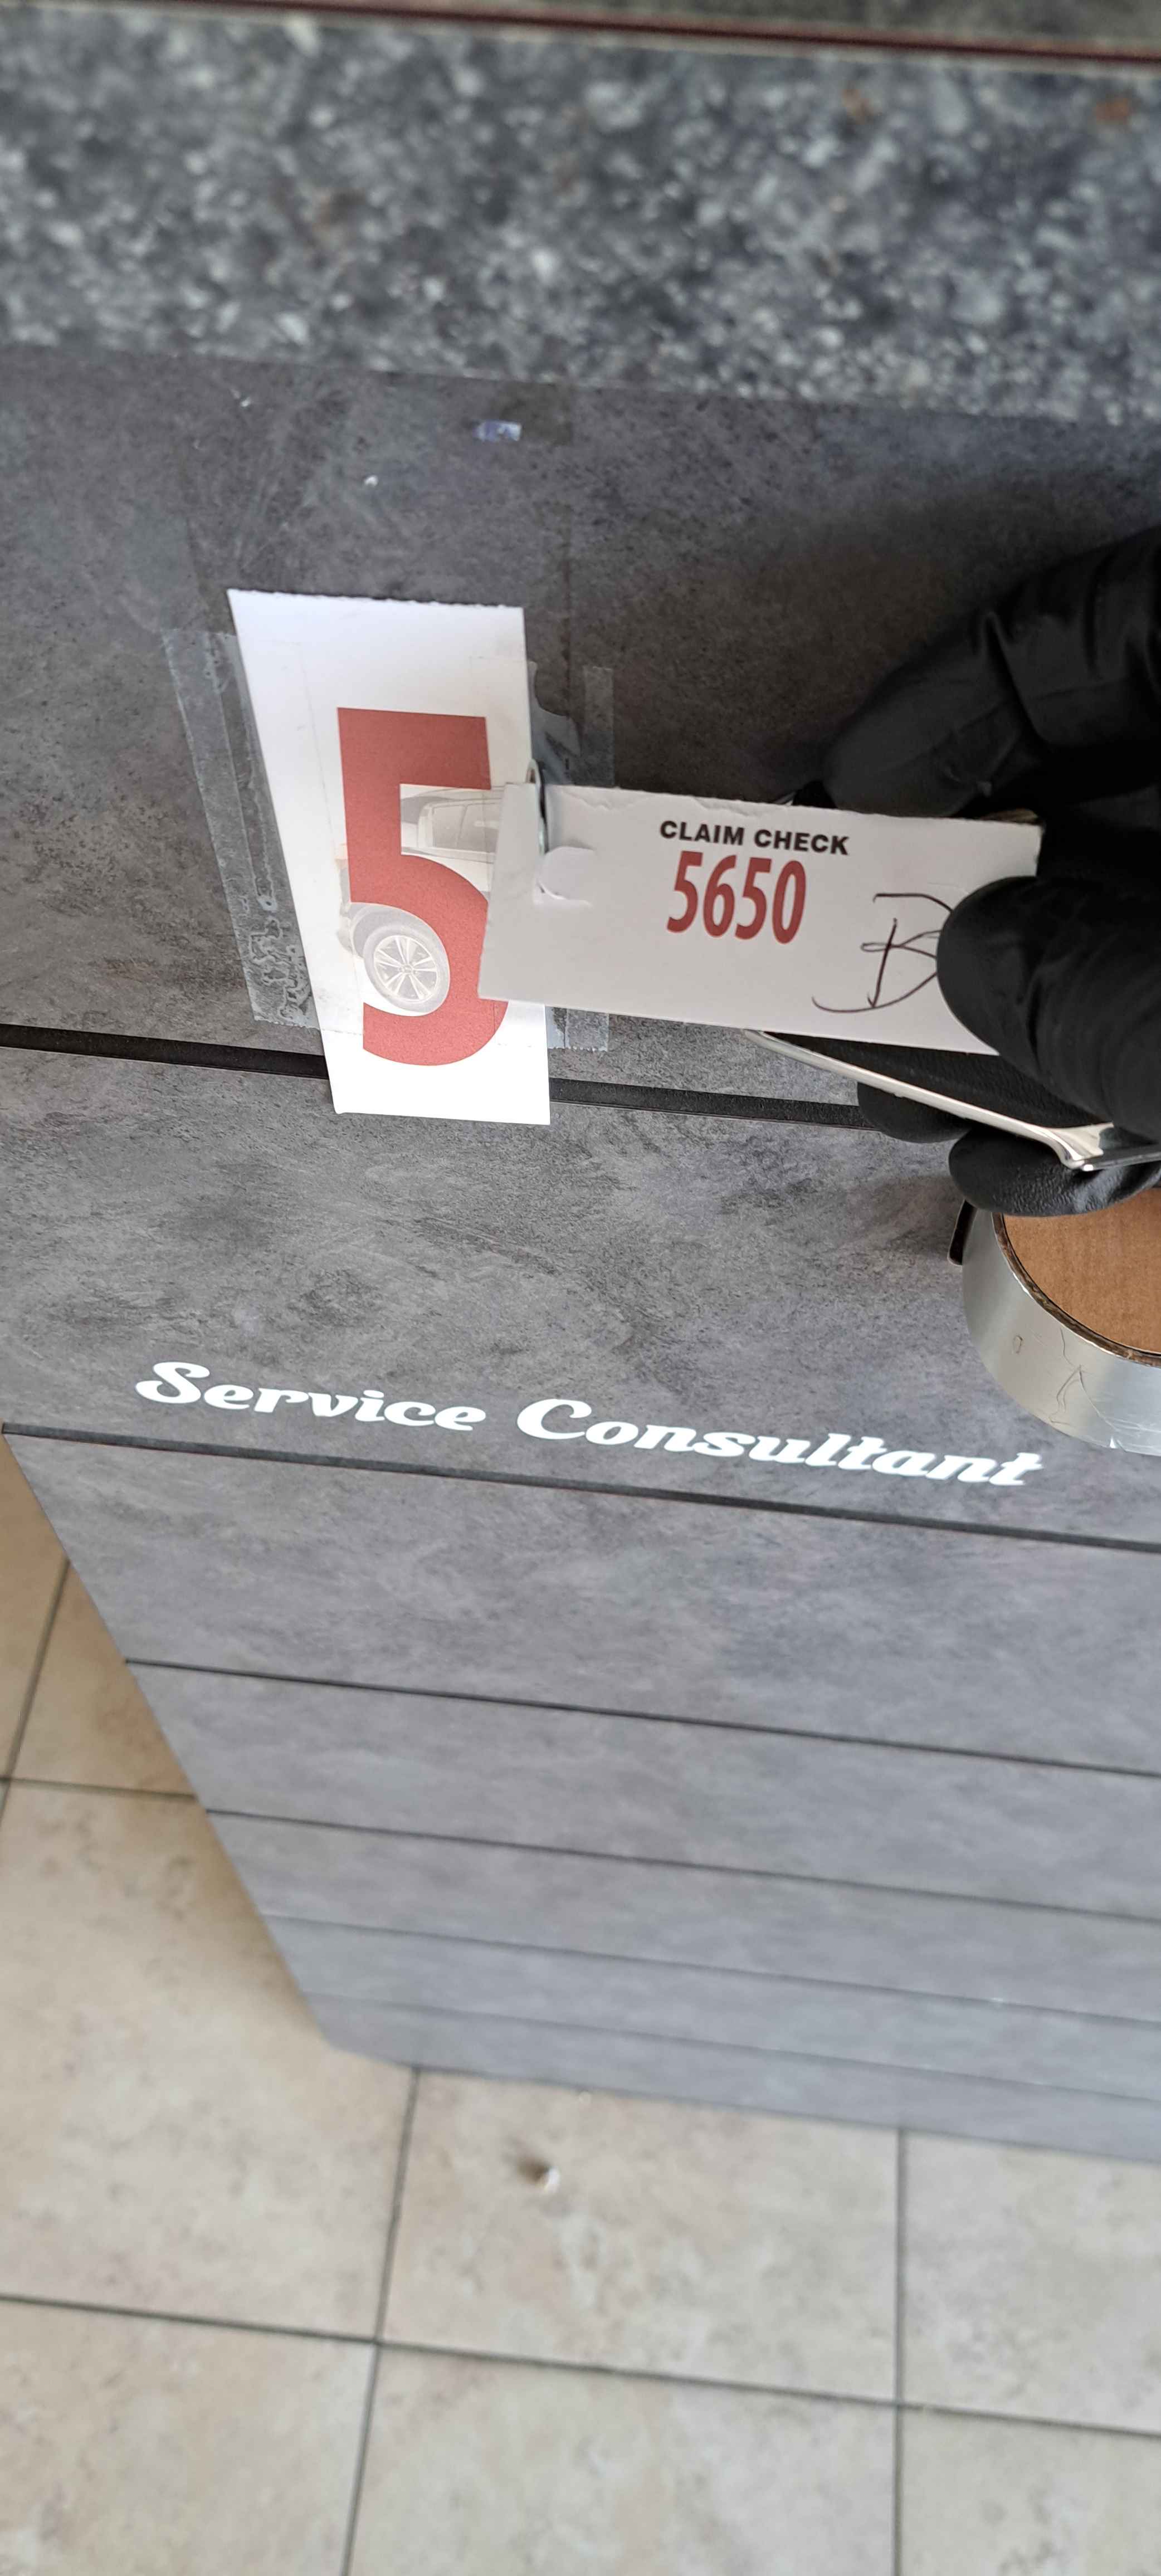 5
CLAIM CHECK
5650
Service Consultant